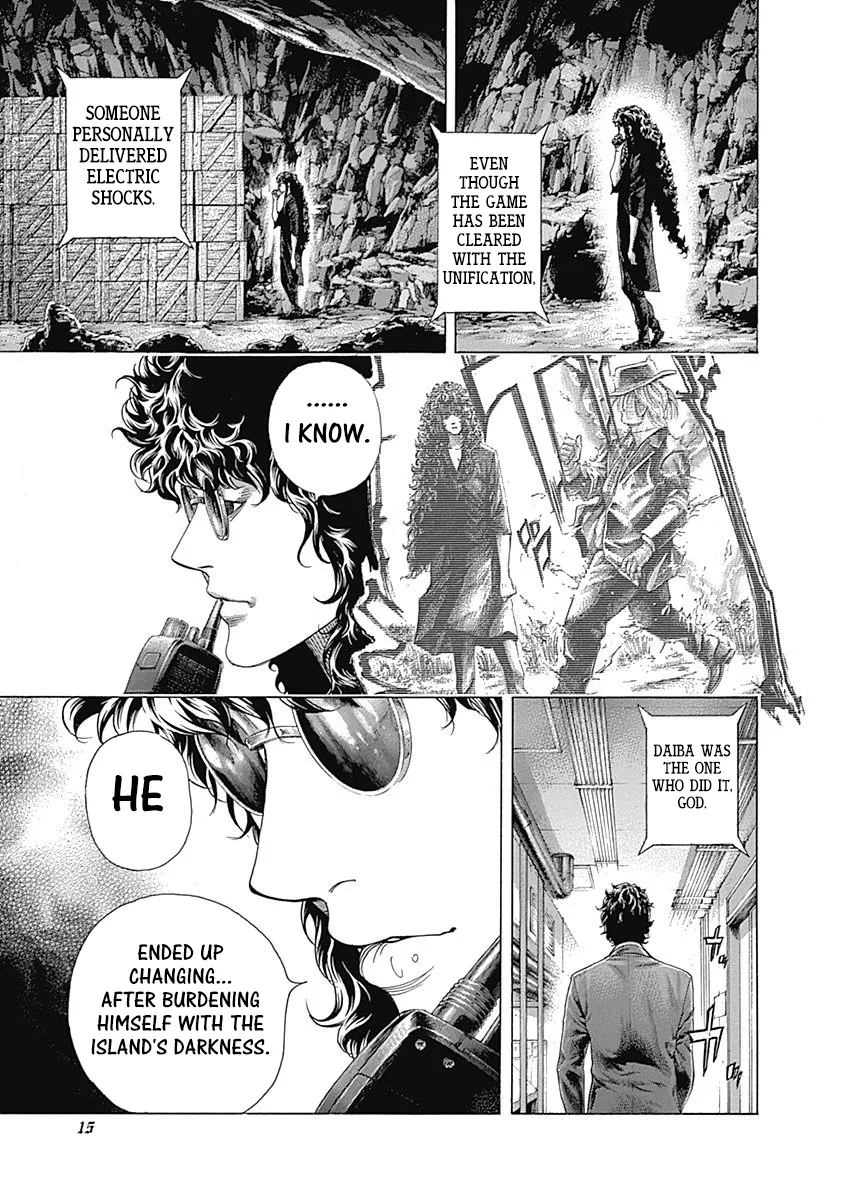 EVEN
THOUGH
THE GAME
HAS BEEN
CLEARED
WITH THE
UNIFICATION,
SOMEONE
PERSONALLY
DELIVERED
ELECTRIC
SHOCKS.
......
I KNOW.
DAIBA WAS
THE ONE
WHO DID IT,
GOD.
HE
ENDED UP
CHANGING...
AFTER BURDENING
HIMSELF WITH THE
ISLAND'S DARKNESS.
15